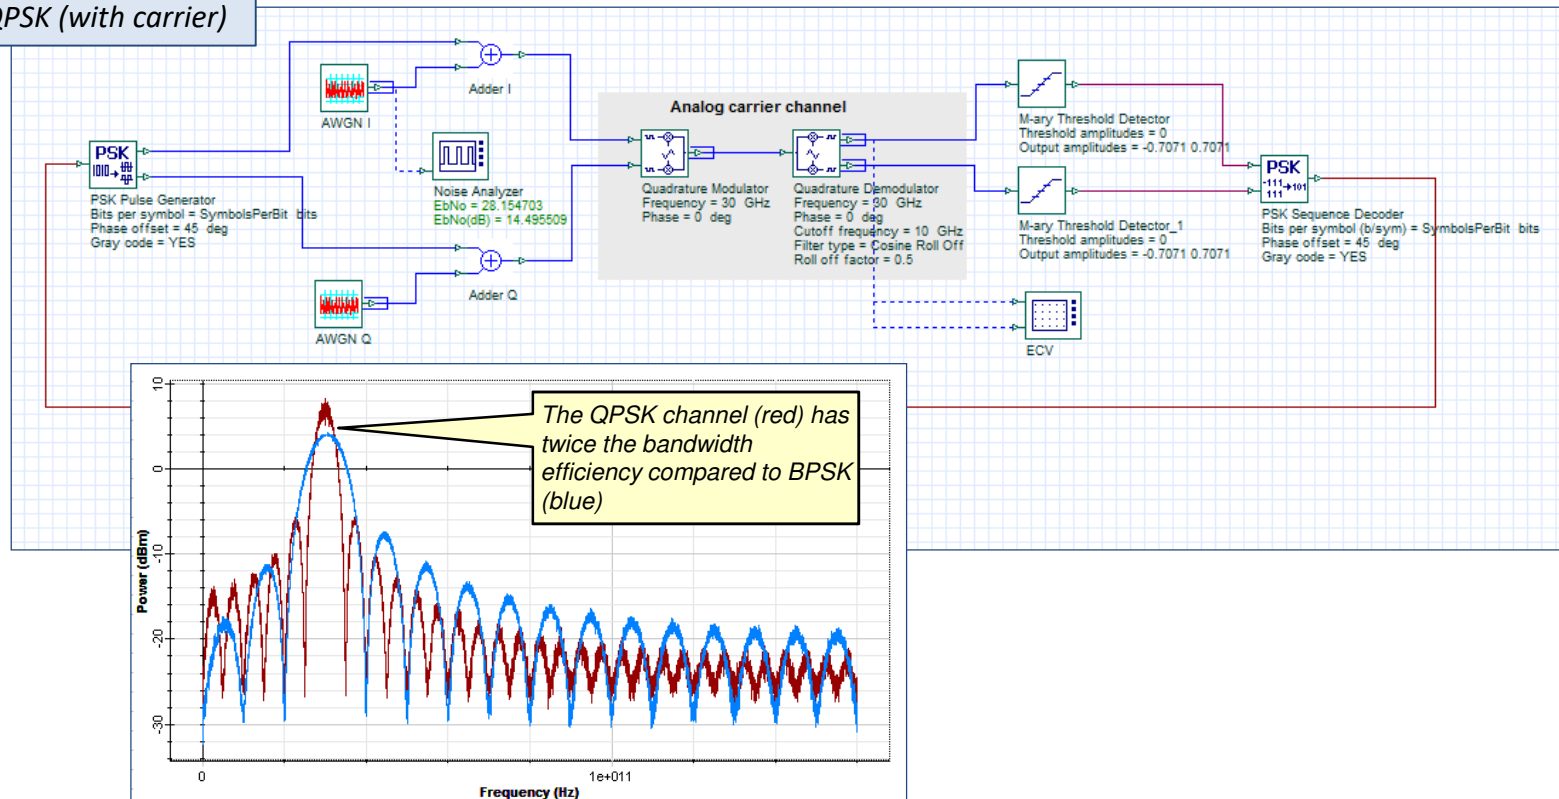 QPSK (with carrier)
Adder I
AWGN I
Analog carrier channel
M-ary Threshold Detector
Threshold amplitudes = 0
Output amplitudes = -0.7071 0.7071
PSK
1010
PSK Pulse Generator
Bits per symbol = SymbolsPerBit bits
Phase offset = 45 deg
Gray code = YES
Noise Analyzer
EbNo = 28.154703
EbNo(dB) = 14.495509
Quadrature Modulator
Frequency = 30 GHz
Phase = 0 deg
Quadrature Demodulator
Frequency = 30 GHz
Phase = 0 deg
Cutoff frequency = 10 GHz
Filter type = Cosine Roll Off
Roll off factor = 0.5
M-ary Threshold Detector_1
Threshold amplitudes = 0
Output amplitudes = -0.7071 0.7071
PSK
-111
111→101
PSK Sequence Decoder
Bits per symbol (b/sym) = SymbolsPerBit bits
Phase offset = 45 deg
Gray code = YES
Adder Q
AWGN Q
ECV
The QPSK channel (red) has
twice the bandwidth
efficiency compared to BPSK
(blue)
Power (dBm)
10
0
-10
-20
-30
0
1e+011
Frequency (Hz)